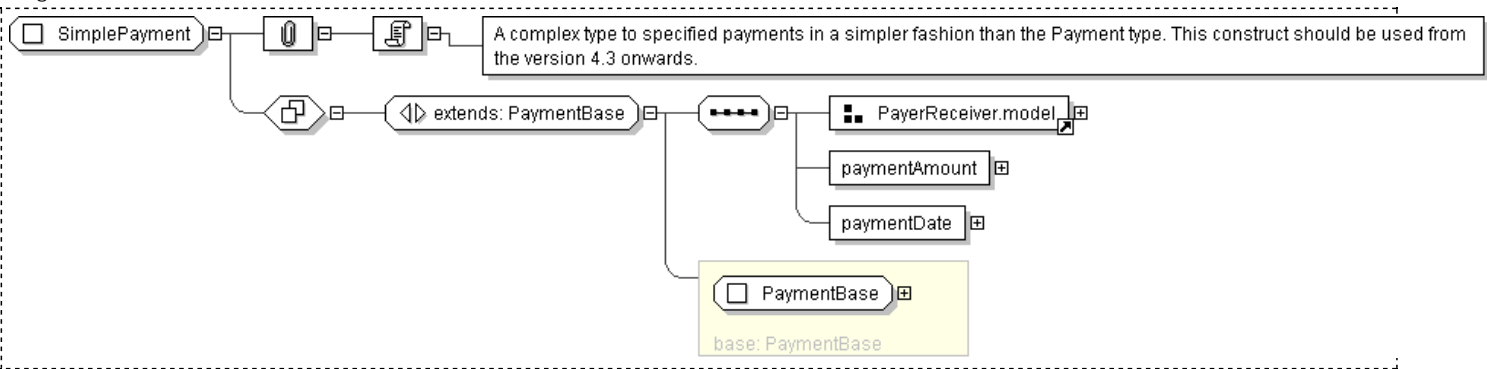 SimplePayment
A complex type to specified payments in a simpler fashion than the Payment type. This construct should be used from
the version 4.3 onwards.
extends: PaymentBase
PayerReceiver.model
paymentAmount
paymentDate
PaymentBase
base: PaymentBase